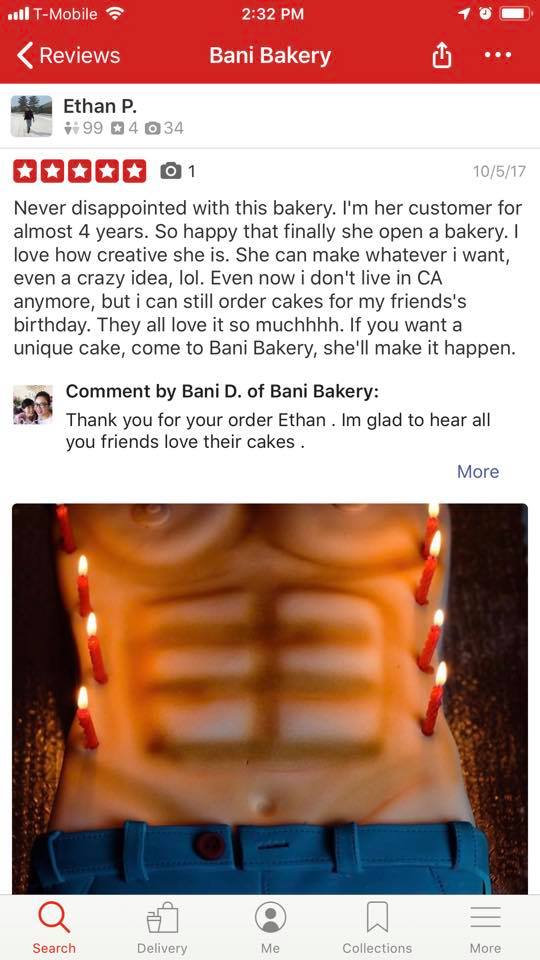 T-Mobile 2:32 PM
Reviews Bani Bakery
Ethan P.
99 4 34
1 10/5/17
Never disappointed with this bakery. I'm her customer for
almost 4 years. So happy that finally she open a bakery. I
love how creative she is. She can make whatever i want,
even a crazy idea, lol. Even now i don't live in CA
anymore, but i can still order cakes for my friends's
birthday. They all love it so muchhhh. If you want a
unique cake, come to Bani Bakery, she'll make it happen.
Comment by Bani D. of Bani Bakery:
Thank you for your order Ethan . Im glad to hear all
you friends love their cakes .
More
Search Delivery Me Collections More